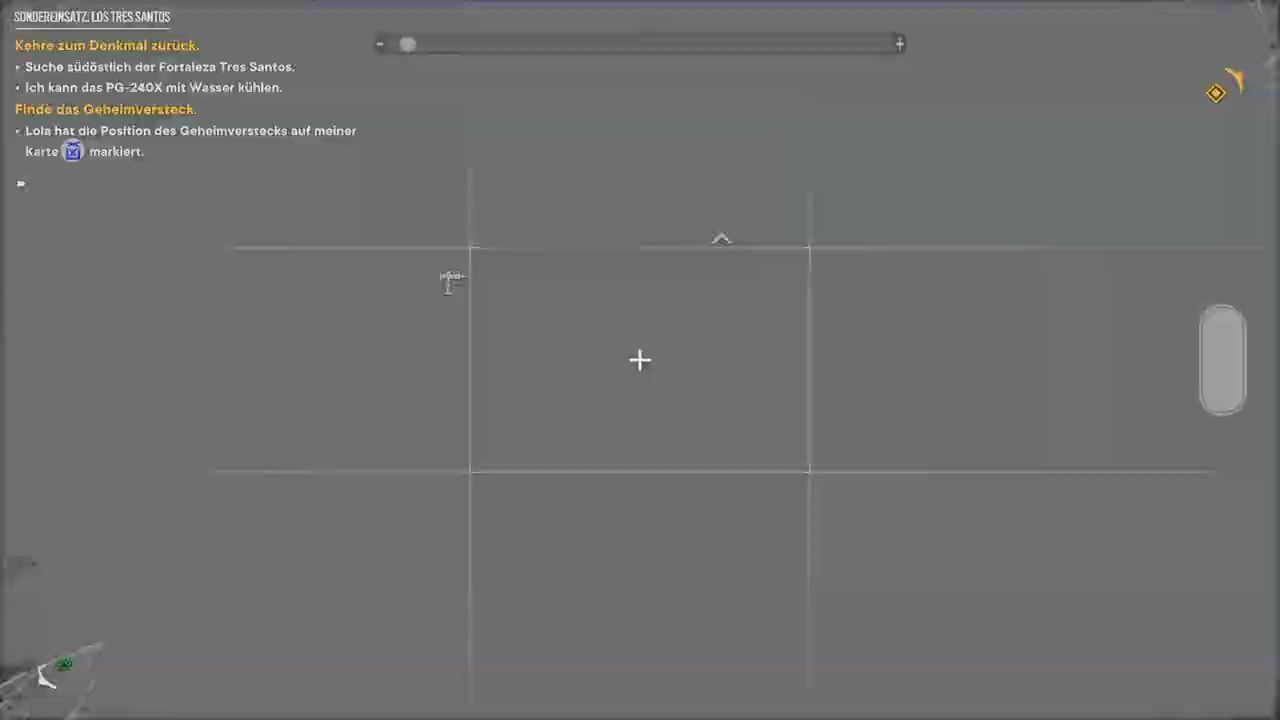 SONDEREINSATZ: LOS TRES SANTOS
Kehre zum Denkmal zurück.
• Suche südöstlich der Fortaleza Tres Santos.
• Ich kann das PG-240X mit Wasser kühlen.
Finde das Geheimversteck.
• Lola hat die Position des Geheimverstecks auf meiner
Karte markiert.